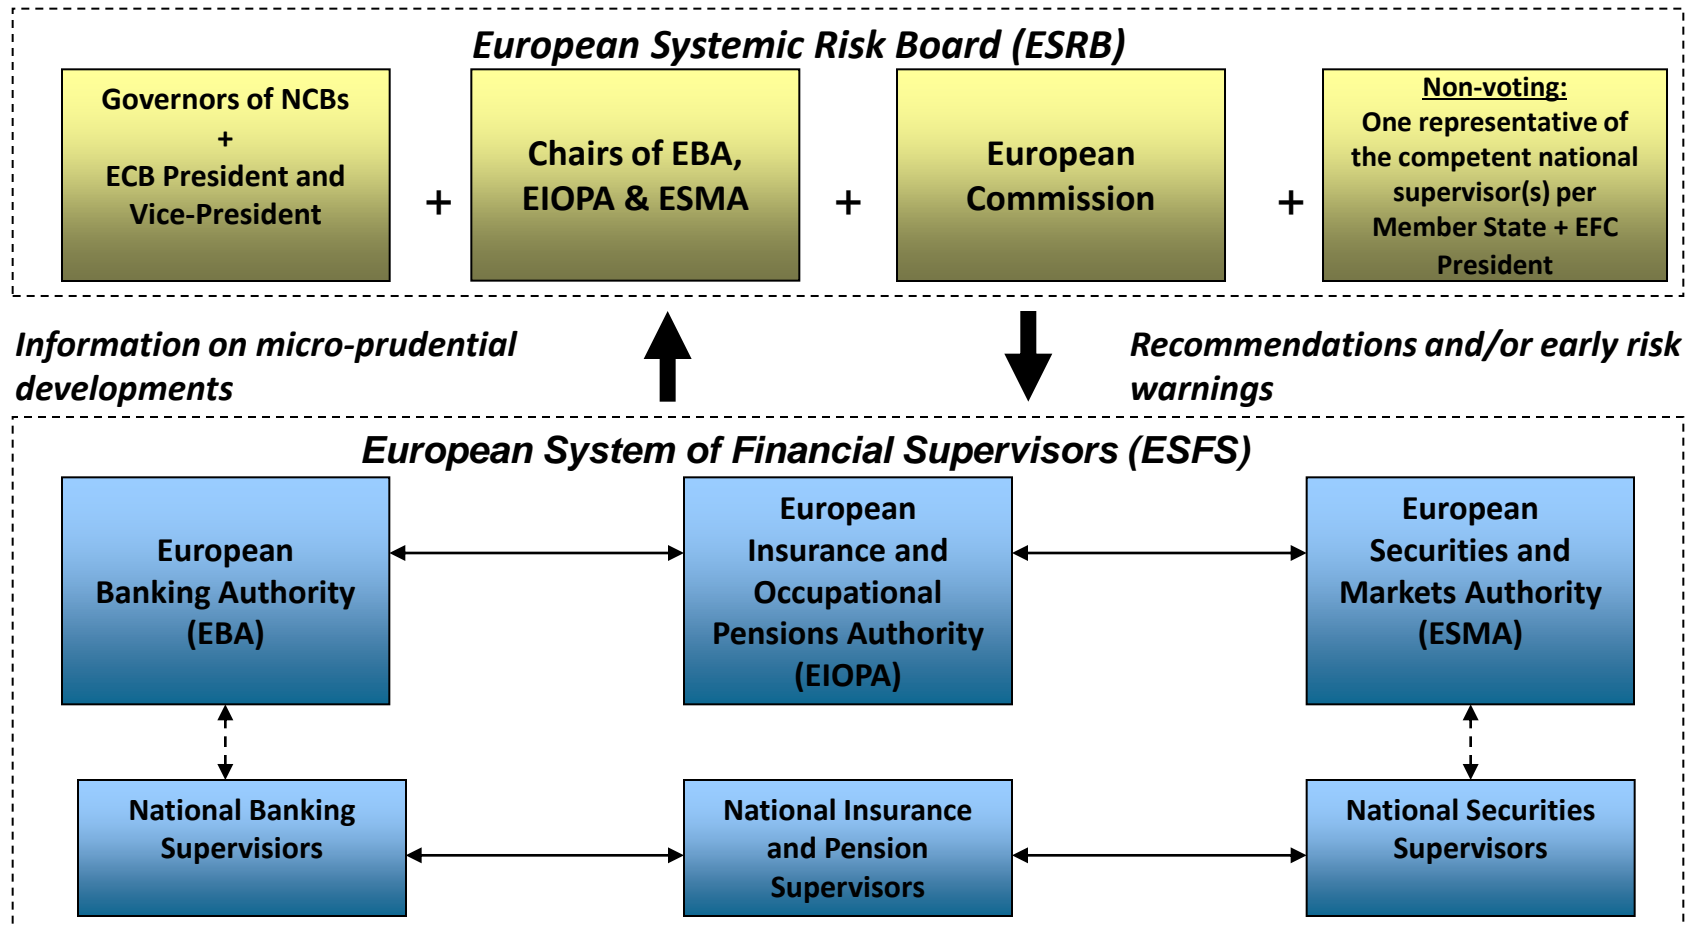 European Systemic Risk Board (ESRB)
Governors of NCBs
+
ECB President and
Vice-President
+
Chairs of EBA,
EIOPA & ESMA
+
European
Commission
+
Non-voting:
One representative of
the competent national
supervisor(s) per
Member State + EFC
President
Information on micro-prudential
developments
Recommendations and/or early risk
warnings
European System of Financial Supervisors (ESFS)
European
Banking Authority
(EBA)
European
Insurance and
Occupational
Pensions Authority
(EIOPA)
European
Securities and
Markets Authority
(ESMA)
National Banking
Supervisiors
National Insurance
and Pension
Supervisors
National Securities
Supervisors